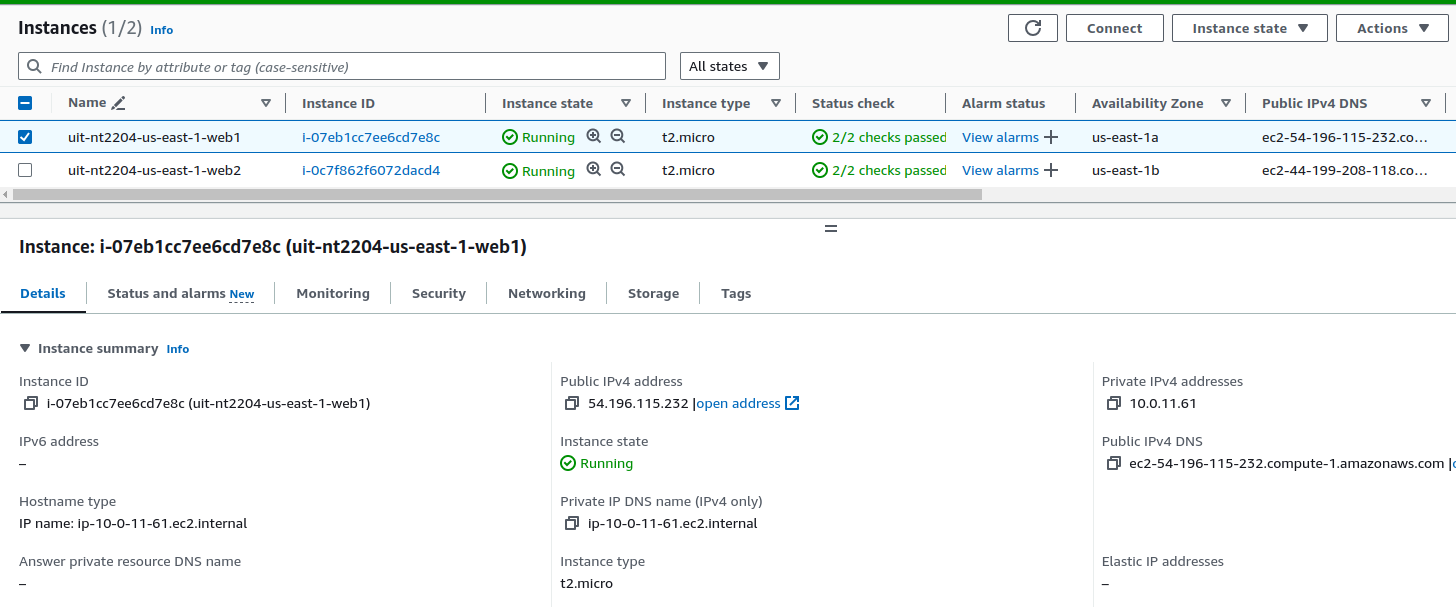 Instances (1/2) Info
Connect Instance state Actions
Find Instance by attribute or tag (case-sensitive) All states
Name Instance ID Instance state Instance type Status check Alarm status Availability Zone Public IPv4 DNS
uit-nt2204-us-east-1-web1 i-07eb1cc7ee6cd7e8c Running t2.micro 2/2 checks passed View alarms us-east-1a ec2-54-196-115-232.co...
uit-nt2204-us-east-1-web2 i-0c7f862f6072dacd4 Running t2.micro 2/2 checks passed View alarms us-east-1b ec2-44-199-208-118.co...
Instance: i-07eb1cc7ee6cd7e8c (uit-nt2204-us-east-1-web1)
Details Status and alarms New Monitoring Security Networking Storage Tags
Instance summary Info
Instance ID Public IPv4 address Private IPv4 addresses
i-07eb1cc7ee6cd7e8c (uit-nt2204-us-east-1-web1) 54.196.115.232 |open address 10.0.11.61
IPv6 address Instance state Public IPv4 DNS
– Running ec2-54-196-115-232.compute-1.amazonaws.com |
Hostname type Private IP DNS name (IPv4 only)
IP name: ip-10-0-11-61.ec2.internal ip-10-0-11-61.ec2.internal
Answer private resource DNS name Instance type Elastic IP addresses
– t2.micro –